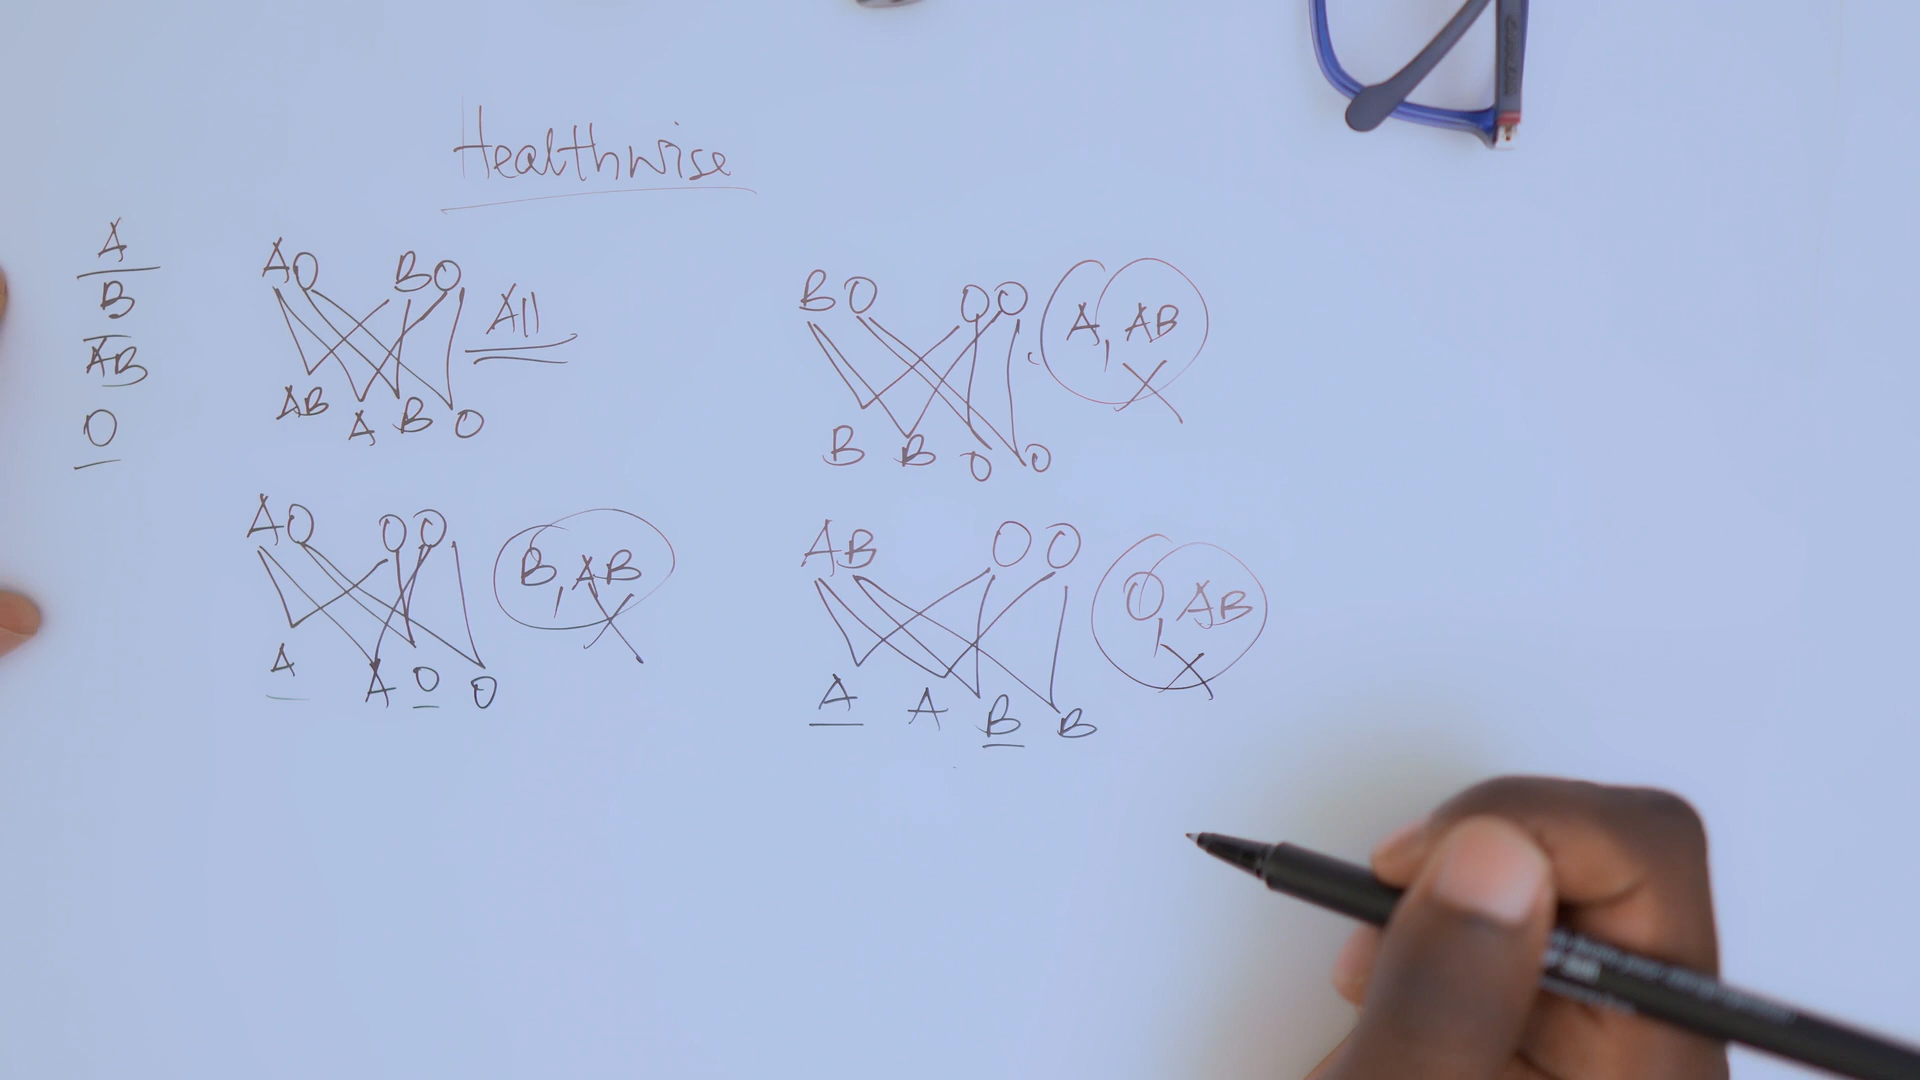 Healthwise
A
B
AB
O
AO BO
All
AB A B O
BO OO
A, AB
X
B B O O
AO OO
B, AB
X
A A O O
AB OO
O, AB
X
A A B B